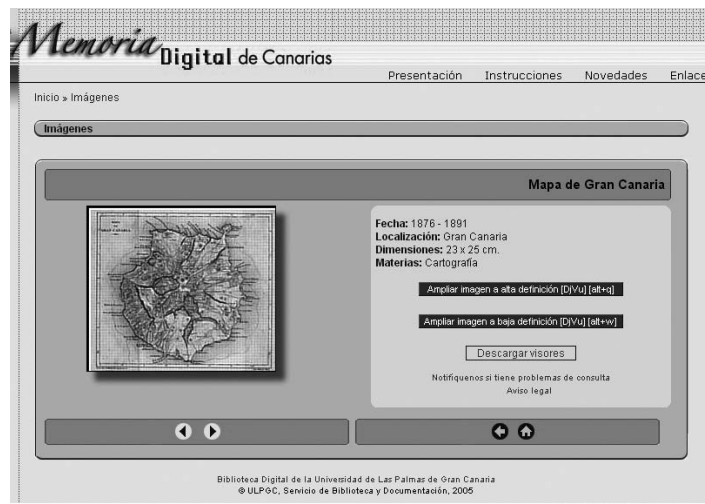 Memoria Digital de Canarias
Presentación Instrucciones Novedades Enlace
Inicio » Imágenes
Imágenes
Mapa de Gran Canaria
Fecha: 1876 - 1891
Localización: Gran Canaria
Dimensiones: 23 x 25 cm.
Materias: Cartografía
Ampliar imagen a alta definición [DjVu] [alt+q]
Ampliar imagen a baja definición [DjVu] [alt+w]
Descargar visores
Notifíquenos si tiene problemas de consulta
Aviso legal
Biblioteca Digital de la Universidad de Las Palmas de Gran Canaria
© ULPGC, Servicio de Biblioteca y Documentación, 2005